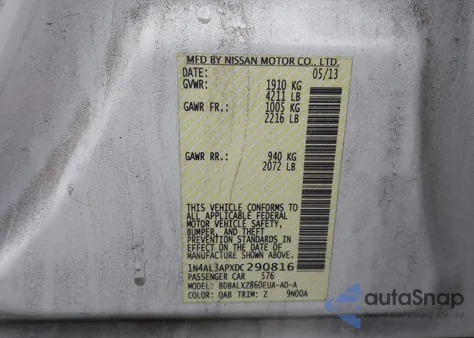 MFD BY NISSAN MOTOR CO., LTD.
DATE: 05/13
GVWR: 1910 KG
4211 LB
GAWR FR.: 1005 KG
2216 LB
GAWR RR.: 940 KG
2072 LB
THIS VEHICLE CONFORMS TO
ALL APPLICABLE FEDERAL
MOTOR VEHICLE SAFETY,
BUMPER, AND THEFT
PREVENTION STANDARDS IN
EFFECT ON THE DATE OF
MANUFACTURE SHOWN ABOVE.
1N4AL3APXDC290816
PASSENGER CAR 576
MODEL: BDBALXZ860EUA-AD-A
COLOR: QAB TRIM: Z 9N00A
autoSnap